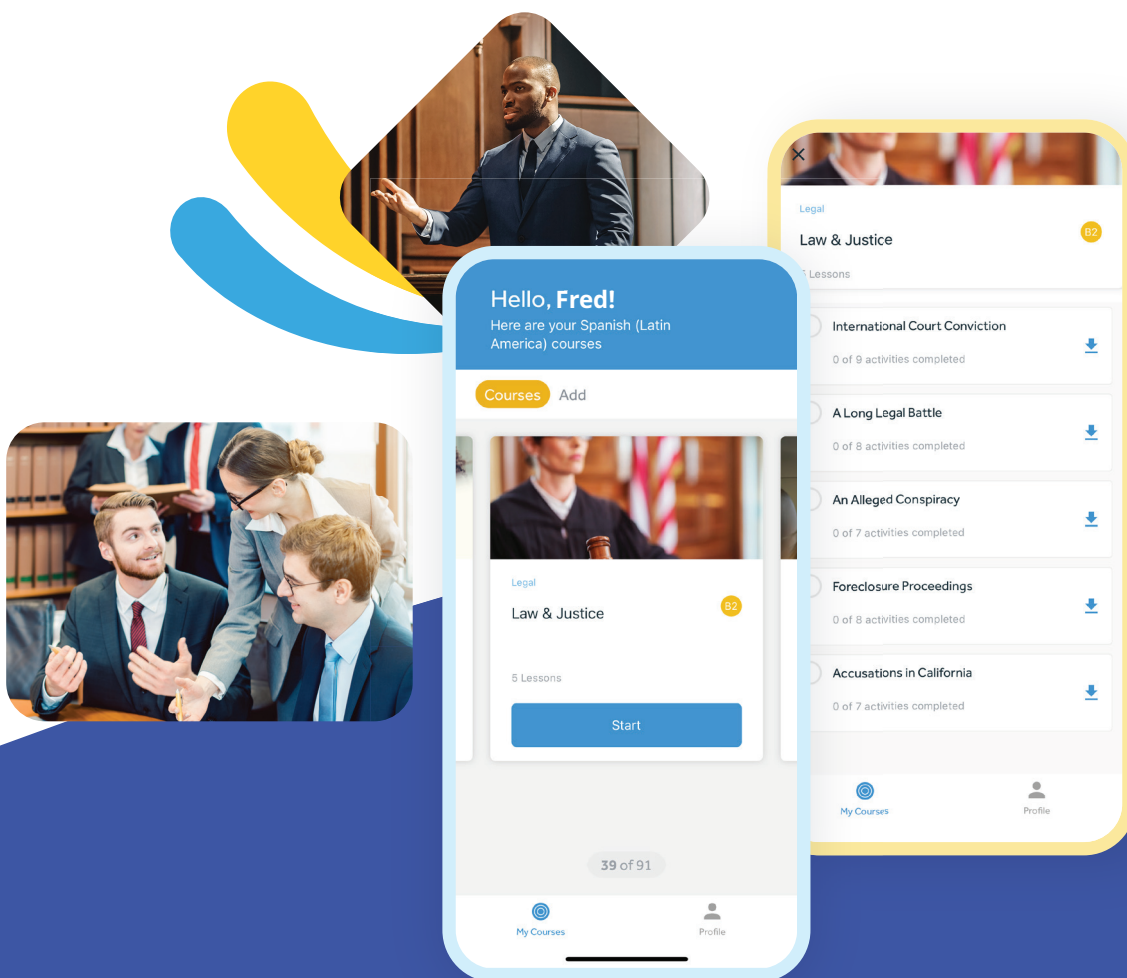 Hello, Fred!
Here are your Spanish (Latin
America) courses
Courses Add
Legal
Law & Justice
B2
5 Lessons
Start
39 of 91
My Courses Profile
Legal
Law & Justice
B2
Lessons
International Court Conviction
0 of 9 activities completed
A Long Legal Battle
0 of 8 activities completed
An Alleged Conspiracy
0 of 7 activities completed
Foreclosure Proceedings
0 of 8 activities completed
Accusations in California
0 of 7 activities completed
My Courses Profile